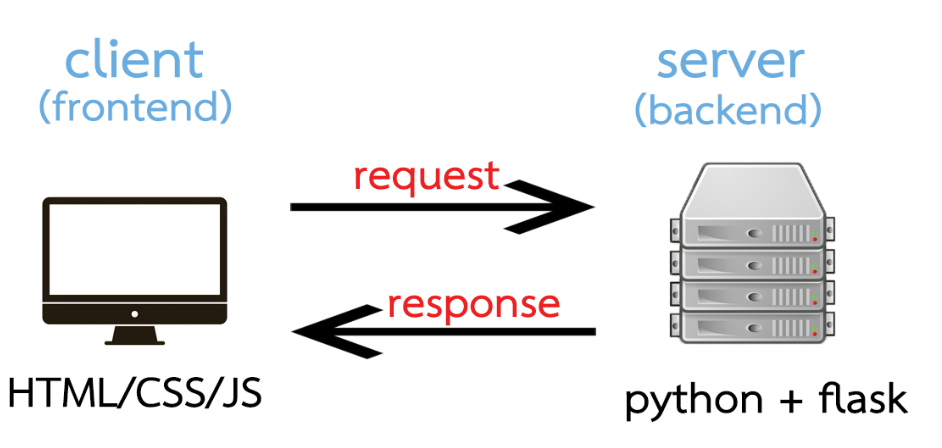 client
(frontend)
server
(backend)
request
response
HTML/CSS/JS
python + flask